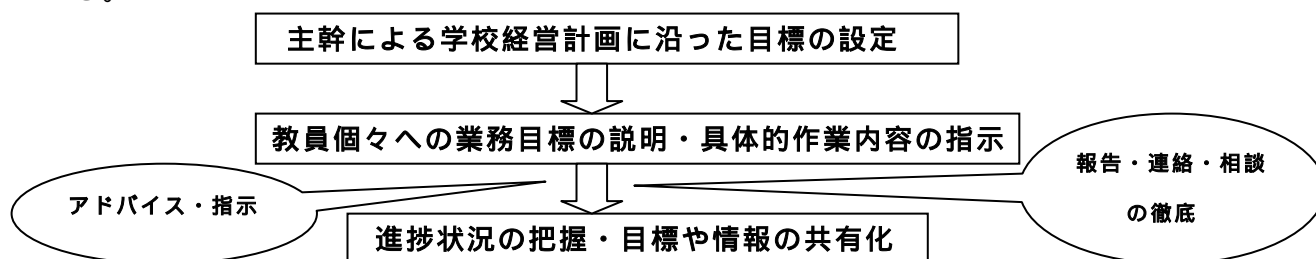 主幹による学校経営計画に沿った目標の設定
教員個々への業務目標の説明・具体的作業内容の指示
アドバイス・指示
報告・連絡・相談
の徹底
進捗状況の把握・目標や情報の共有化